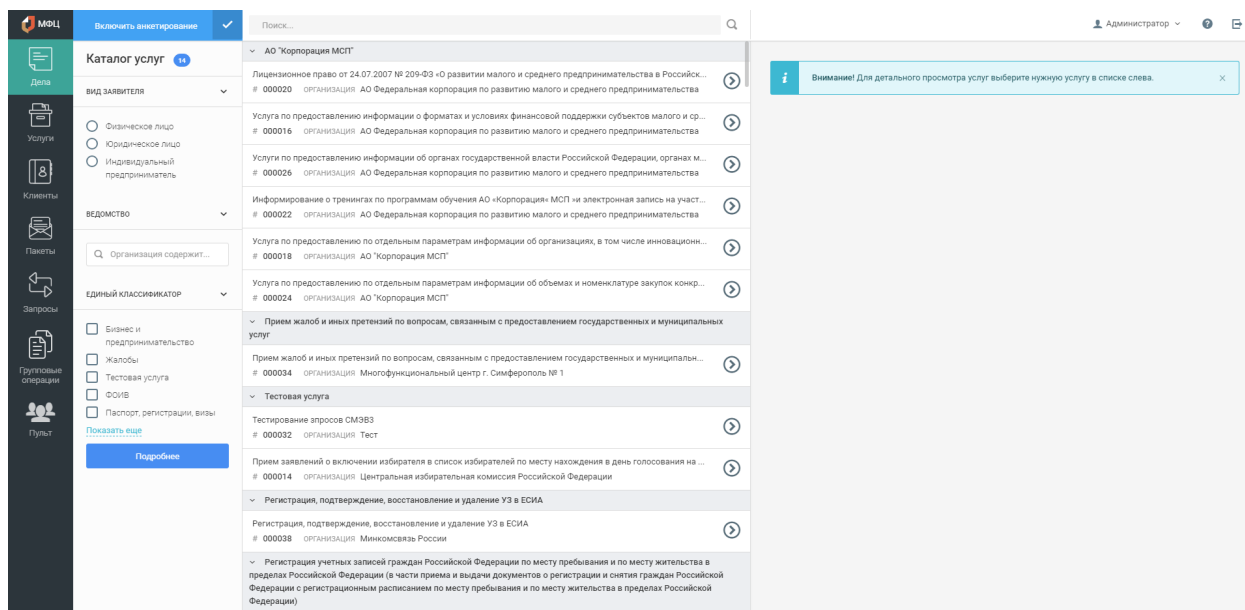 МФЦ
Дела
Услуги
Клиенты
Пакеты
Запросы
Групповые
операции
Пульт
Включить анкетирование
Каталог услуг 14
ВИД ЗАЯВИТЕЛЯ
Физическое лицо
Юридическое лицо
Индивидуальный
предприниматель
ВЕДОМСТВО
Организация содержит...
ЕДИНЫЙ КЛАССИФИКАТОР
Бизнес и
предпринимательство
Жалобы
Тестовая услуга
ФОИВ
Паспорт, регистрации, визы
Показать еще
Подробнее
Поиск...
АО "Корпорация МСП"
Лицензионное право от 24.07.2007 № 209-ФЗ «О развитии малого и среднего предпринимательства в Российск...
# 000020 ОРГАНИЗАЦИЯ АО Федеральная корпорация по развитию малого и среднего предпринимательства
Услуга по предоставлению информации о форматах и условиях финансовой поддержки субъектов малого и ср...
# 000016 ОРГАНИЗАЦИЯ АО Федеральная корпорация по развитию малого и среднего предпринимательства
Услуги по предоставлению информации об органах государственной власти Российской Федерации, органах м...
# 000026 ОРГАНИЗАЦИЯ АО Федеральная корпорация по развитию малого и среднего предпринимательства
Информирование о тренингах по программам обучения АО «Корпорация« МСП »и электронная запись на участ...
# 000022 ОРГАНИЗАЦИЯ АО Федеральная корпорация по развитию малого и среднего предпринимательства
Услуга по предоставлению по отдельным параметрам информации об организациях, в том числе инновационн...
# 000018 ОРГАНИЗАЦИЯ АО "Корпорация МСП"
Услуга по предоставлению по отдельным параметрам информации об объемах и номенклатуре закупок конкр...
# 000024 ОРГАНИЗАЦИЯ АО "Корпорация МСП"
Прием жалоб и иных претензий по вопросам, связанным с предоставлением государственных и муниципальных
услуг
Прием жалоб и иных претензий по вопросам, связанным с предоставлением государственных и муниципальн...
# 000034 ОРГАНИЗАЦИЯ Многофункциональный центр г. Симферополь № 1
Тестовая услуга
Тестирование зпросов СМЭВ3
# 000032 ОРГАНИЗАЦИЯ Тест
Прием заявлений о включении избирателя в список избирателей по месту нахождения в день голосования на ...
# 000014 ОРГАНИЗАЦИЯ Центральная избирательная комиссия Российской Федерации
Регистрация, подтверждение, восстановление и удаление УЗ в ЕСИА
Регистрация, подтверждение, восстановление и удаление УЗ в ЕСИА
# 000038 ОРГАНИЗАЦИЯ Минкомсвязь России
Регистрация учетных записей граждан Российской Федерации по месту пребывания и по месту жительства в
пределах Российской Федерации (в части приема и выдачи документов о регистрации и снятия граждан Российской
Федерации с регистрационным расписанием по месту пребывания и по месту жительства в пределах Российской
Федерации)
Администратор
Внимание! Для детального просмотра услуг выберите нужную услугу в списке слева.